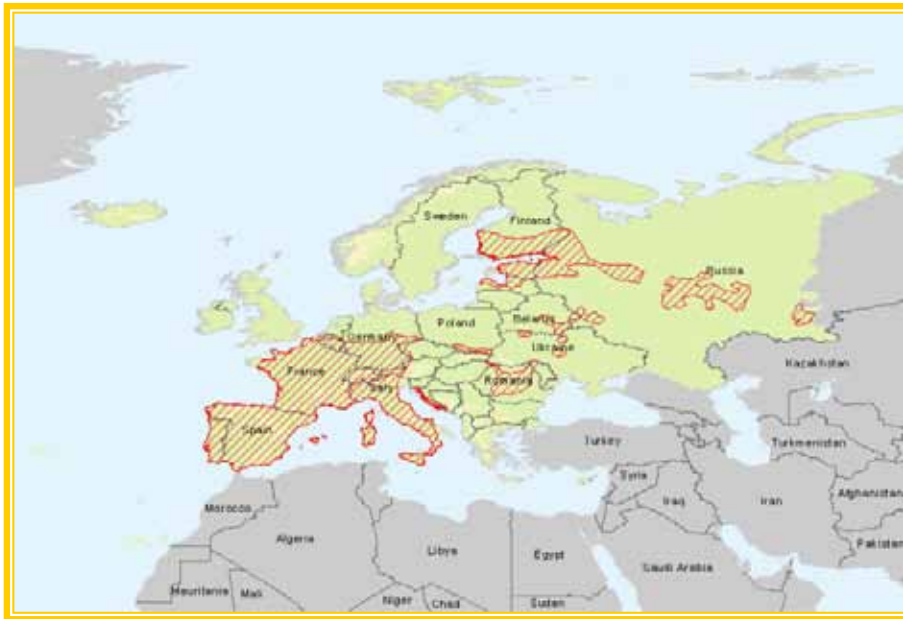 Sweden
Finland
Russia
Poland
Belarus
Germany
Ukraine
Kazakhstan
France
Romania
Italy
Spain
Turkey
Turkmenistan
Syria
Afghanistan
Iraq
Iran
Morocco
Pakistan
Algeria
Libya
Egypt
Saudi Arabia
Mauritania
Mali
Niger
Chad
Sudan